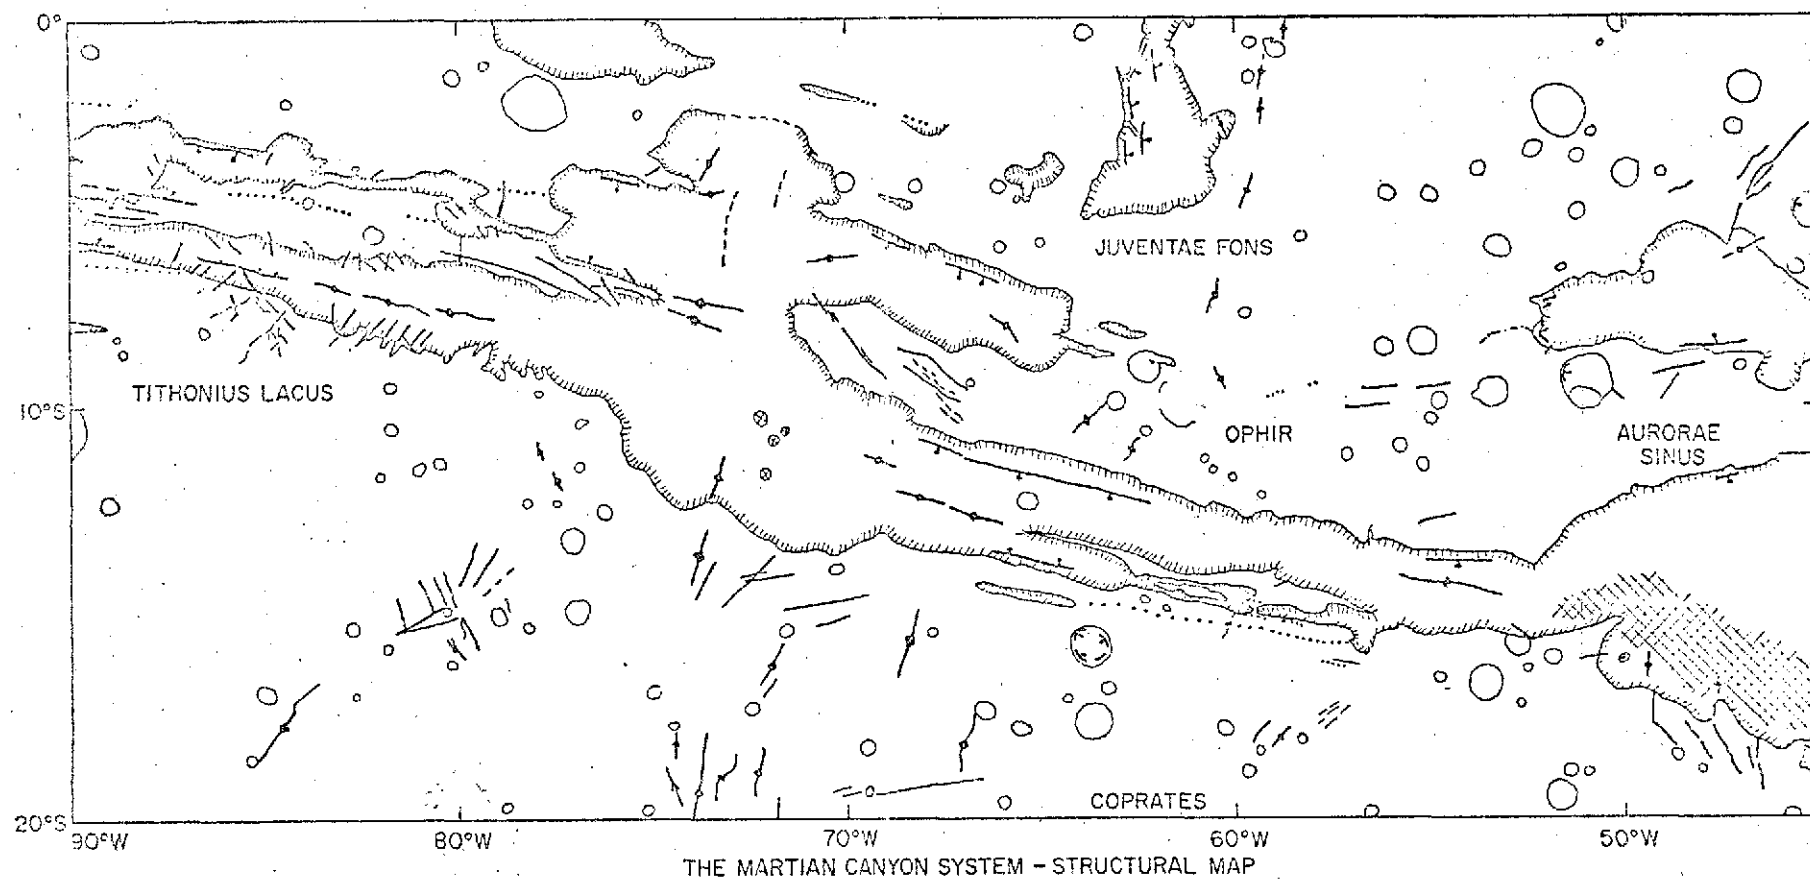 0°
JUVENTAE FONS
TITHONIUS LACUS
10°S
OPHIR
AURORAE
SINUS
COPRATES
20°S
90°W
80°W
70°W
60°W
50°W
THE MARTIAN CANYON SYSTEM – STRUCTURAL MAP